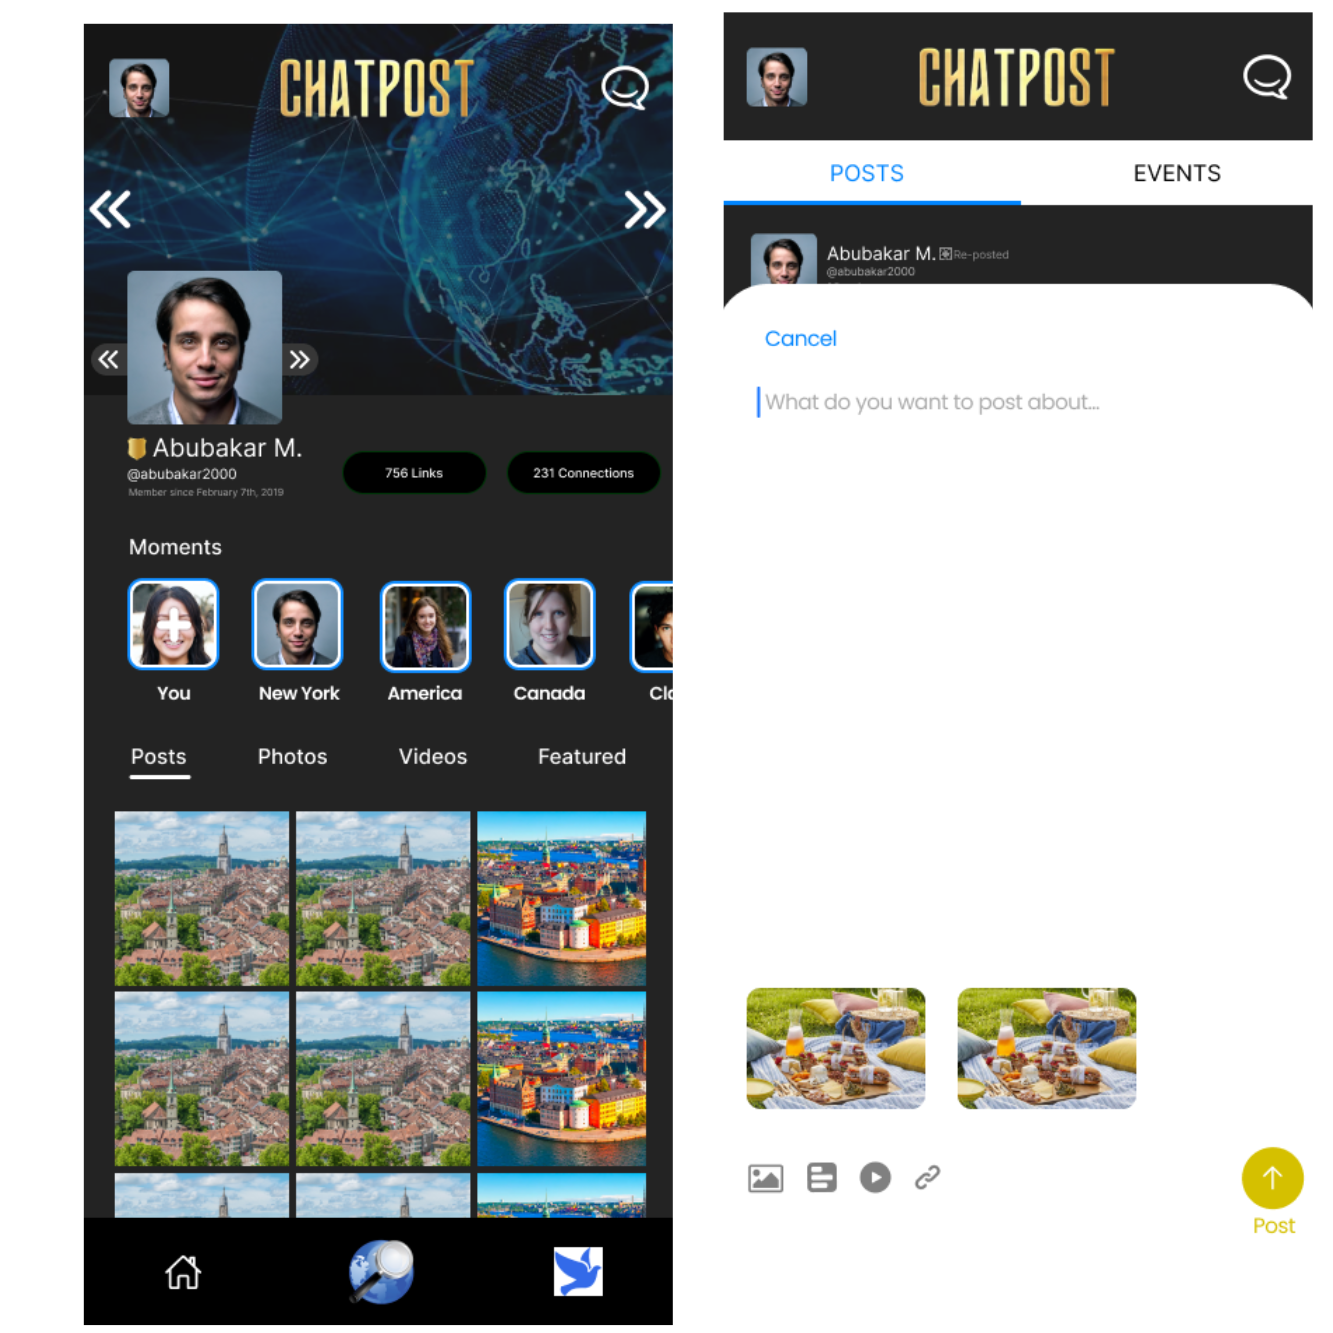 CHATPOST
Abubakar M.
@abubakar2000
Member since February 7th, 2019
756 Links
231 Connections
Moments
You
New York
America
Canada
Posts
Photos
Videos
Featured
CHATPOST
POSTS
EVENTS
Abubakar M. Re-posted
@abubakar2000
Cancel
What do you want to post about...
Post